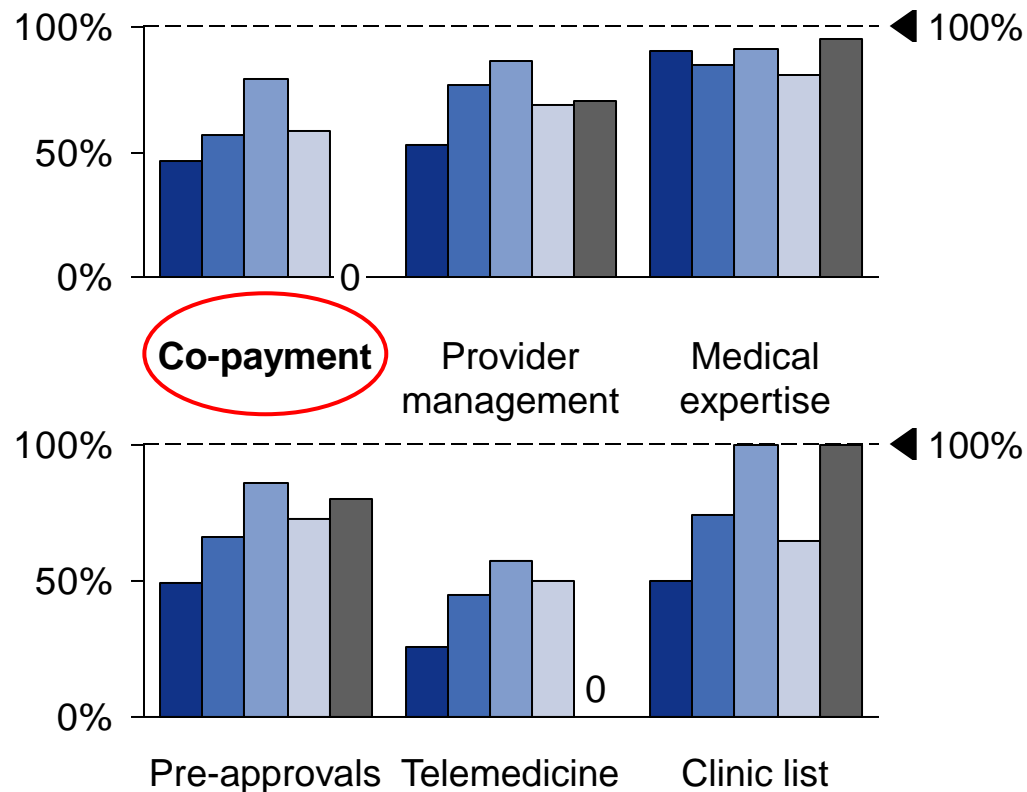 100%
100%
50%
0%
0
Co-payment
Provider
management
Medical
expertise
100%
100%
50%
0
0%
Pre-approvals
Telemedicine
Clinic list